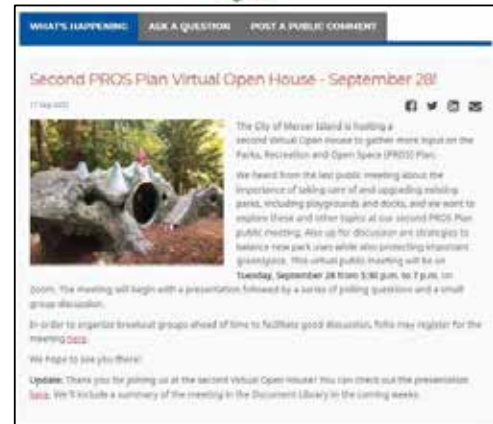 WHAT'S HAPPENING ASK A QUESTION POST A PUBLIC COMMENT
Second PROS Plan Virtual Open House - September 28!
17 Sep 2021
The City of Mercer Island is hosting a
second Virtual Open House to gather more input on the
Parks, Recreation and Open Space (PROS) Plan.
We heard from the last public meeting about the
importance of taking care of and upgrading existing
parks, including playgrounds and docks, and we want to
explore these and other topics at our second PROS Plan
public meeting. Also up for discussion are strategies to
balance new park uses while also protecting important
greenspace. This virtual public meeting will be on
Tuesday, September 28 from 5:30 p.m. to 7 p.m. on
Zoom. The meeting will begin with a presentation followed by a series of polling questions and a small
group discussion.
In order to organize breakout groups ahead of time to facilitate good discussion, folks may register for the
meeting here.
We hope to see you there!
Update: Thank you for joining us at the second Virtual Open House! You can check out the presentation
here. We'll include a summary of the meeting in the Document Library in the coming weeks.